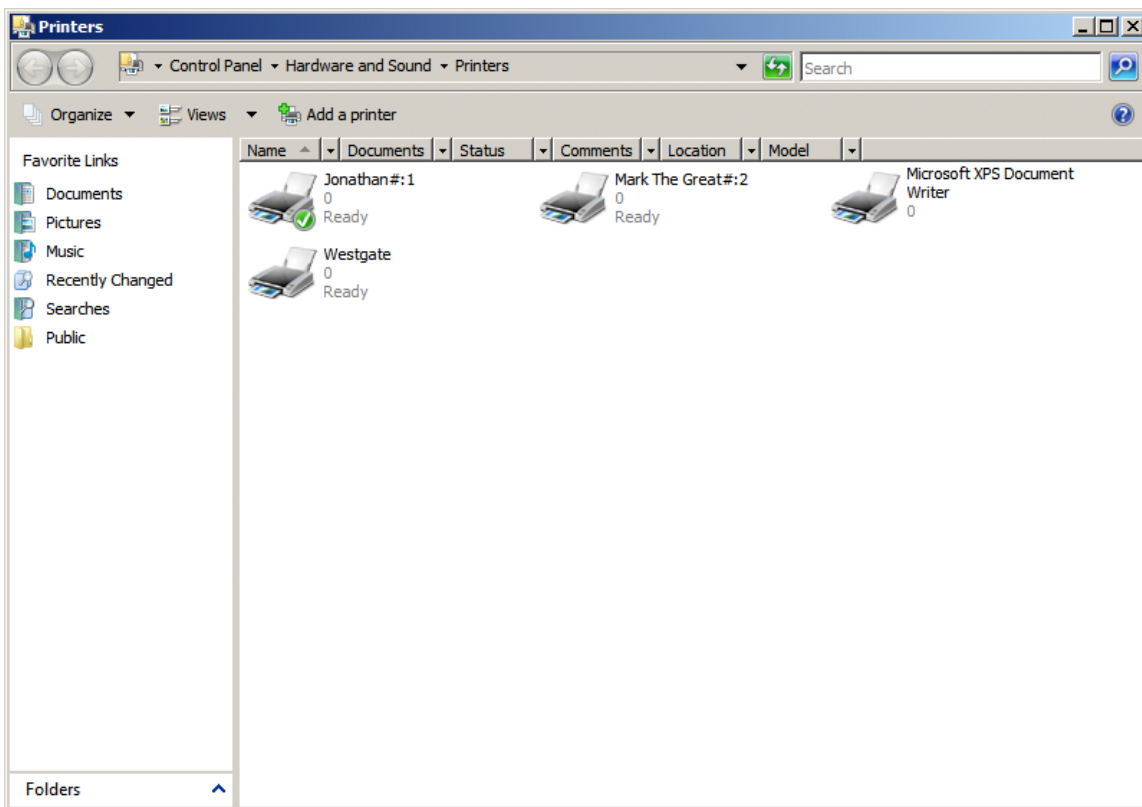 Printers
Control Panel Hardware and Sound Printers
Search
Organize Views Add a printer
Favorite Links
Documents
Pictures
Music
Recently Changed
Searches
Public
Folders
Name Documents Status Comments Location Model
Jonathan#:1
0
Ready
Mark The Great#:2
0
Ready
Microsoft XPS Document
Writer
0
Westgate
0
Ready